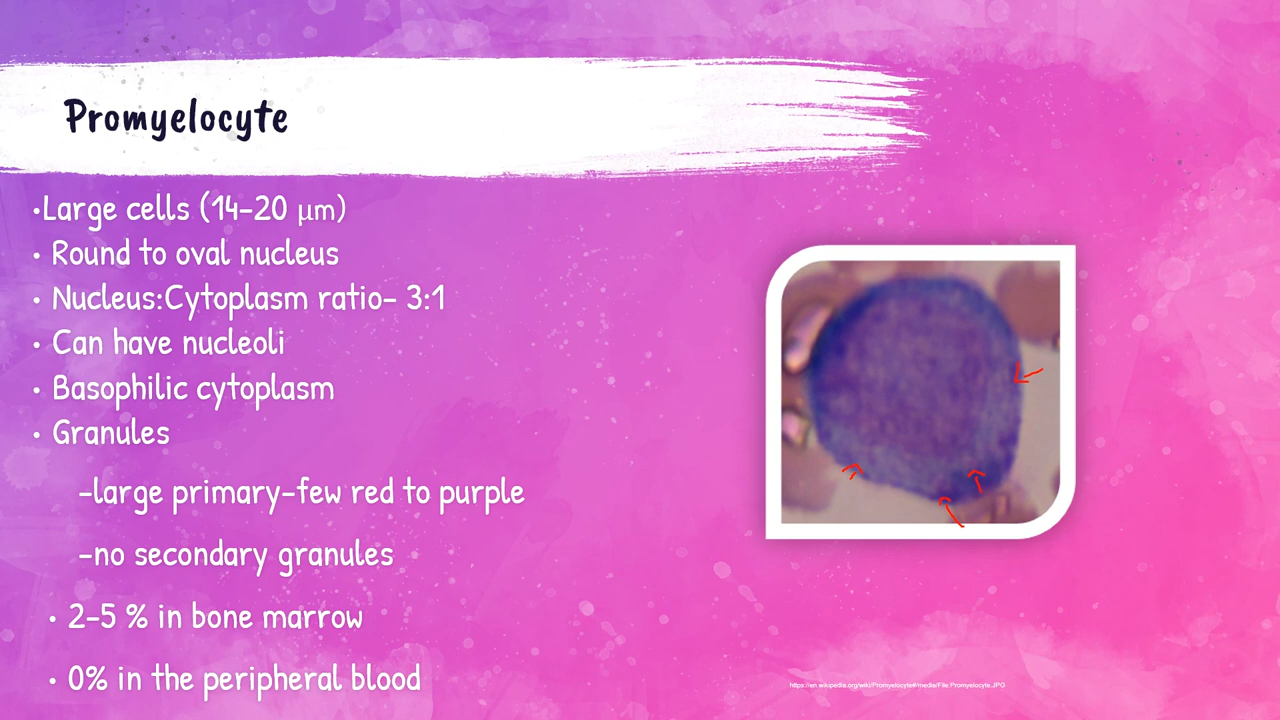 Promyelocyte
•Large cells (14-20 μm)
• Round to oval nucleus
• Nucleus:Cytoplasm ratio- 3:1
• Can have nucleoli
• Basophilic cytoplasm
• Granules
-large primary-few red to purple
-no secondary granules
• 2-5 % in bone marrow
• 0% in the peripheral blood
https://en.wikipedia.org/wiki/Promyelocyte#/media/File:Promyelocyte.JPG